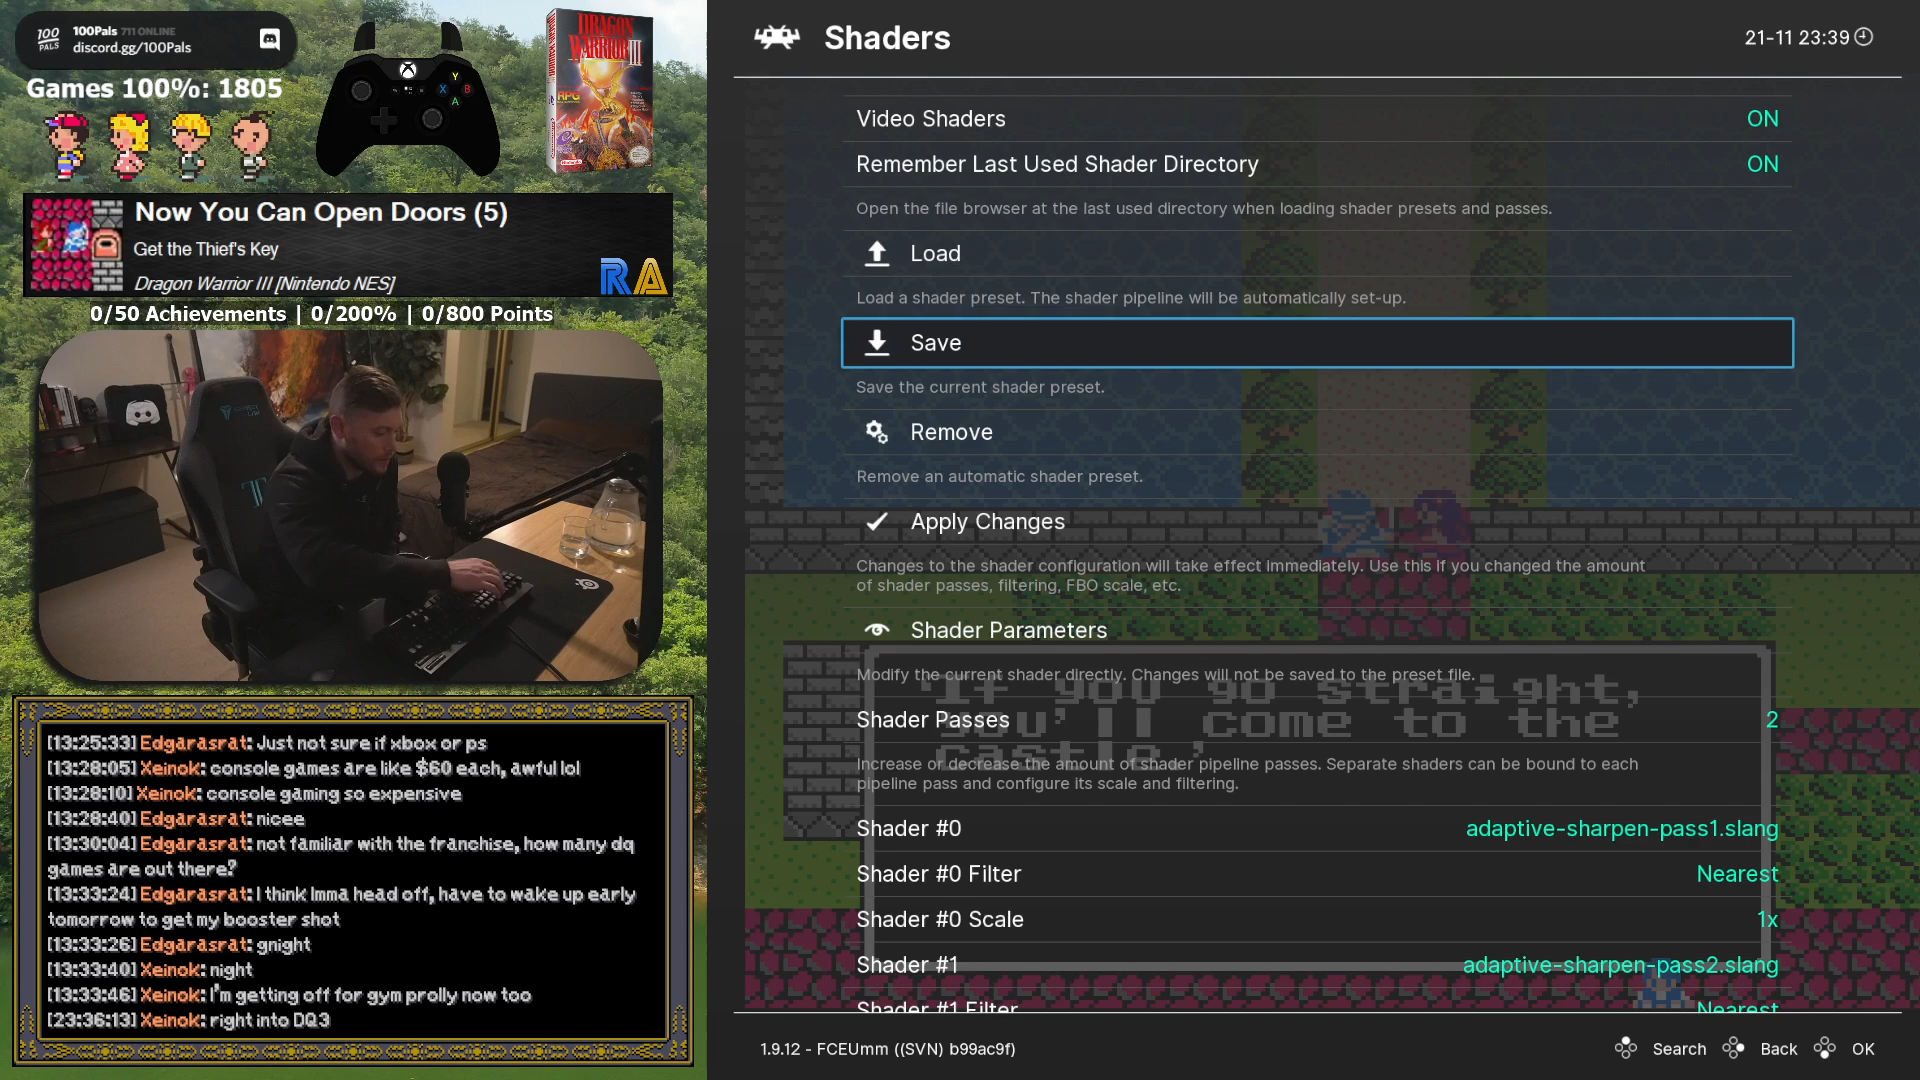 100Pals 711 ONLINE
discord.gg/100Pals
100
PALS
Games 100%: 1805
Y
X
B
A
DRAGON
WARRIOR III
RPG
Now You Can Open Doors (5)
Get the Thief's Key
Dragon Warrior III [Nintendo NES]
RA
0/50 Achievements | 0/200% | 0/800 Points
[13:25:33] Edgarasrat: Just not sure if xbox or ps
[13:28:05] Xeinok: console games are like $60 each, awful lol
[13:28:10] Xeinok: console gaming so expensive
[13:28:40] Edgarasrat: nicee
[13:30:04] Edgarasrat: not familiar with the franchise, how many dq
games are out there?
[13:33:24] Edgarasrat: I think Imma head off, have to wake up early
tomorrow to get my booster shot
[13:33:26] Edgarasrat: gnight
[13:33:40] Xeinok: night
[13:33:46] Xeinok: I'm getting off for gym prolly now too
[23:36:13] Xeinok: right into DQ3
Shaders
21-11 23:39
Video Shaders ON
Remember Last Used Shader Directory ON
Open the file browser at the last used directory when loading shader presets and passes.
Load
Load a shader preset. The shader pipeline will be automatically set-up.
Save
Save the current shader preset.
Remove
Remove an automatic shader preset.
Apply Changes
Changes to the shader configuration will take effect immediately. Use this if you changed the amount
of shader passes, filtering, FBO scale, etc.
Shader Parameters
Modify the current shader directly. Changes will not be saved to the preset file.
'If you go straight,
you'll come to the
castle.'
Shader Passes 2
Increase or decrease the amount of shader pipeline passes. Separate shaders can be bound to each
pipeline pass and configure its scale and filtering.
Shader #0 adaptive-sharpen-pass1.slang
Shader #0 Filter Nearest
Shader #0 Scale 1x
Shader #1 adaptive-sharpen-pass2.slang
Shader #1 Filter Nearest
1.9.12 - FCEUmm ((SVN) b99ac9f)
Search Back OK